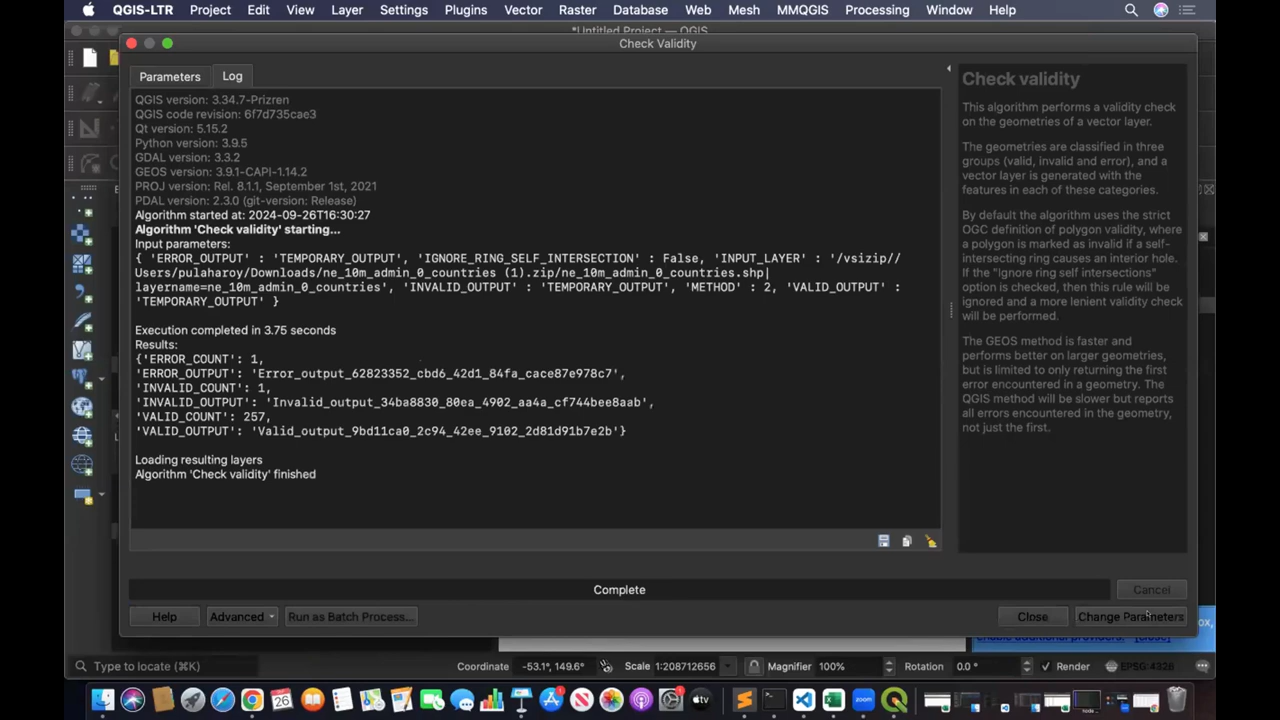 QGIS-LTR Project Edit View Layer Settings Plugins Vector Raster Database Web Mesh MMQGIS Processing Window Help
*Untitled Project — QGIS
Check Validity
Parameters Log
QGIS version: 3.34.7-Prizren
QGIS code revision: 6f7d735cae3
Qt version: 5.15.2
Python version: 3.9.5
GDAL version: 3.3.2
GEOS version: 3.9.1-CAPI-1.14.2
PROJ version: Rel. 8.1.1, September 1st, 2021
PDAL version: 2.3.0 (git-version: Release)
Algorithm started at: 2024-09-26T16:30:27
Algorithm 'Check validity' starting…
Input parameters:
{ 'ERROR_OUTPUT' : 'TEMPORARY_OUTPUT', 'IGNORE_RING_SELF_INTERSECTION' : False, 'INPUT_LAYER' : '/vsizip//
Users/pulaharoy/Downloads/ne_10m_admin_0_countries (1).zip/ne_10m_admin_0_countries.shp|
layername=ne_10m_admin_0_countries', 'INVALID_OUTPUT' : 'TEMPORARY_OUTPUT', 'METHOD' : 2, 'VALID_OUTPUT' :
'TEMPORARY_OUTPUT' }
Execution completed in 3.75 seconds
Results:
{'ERROR_COUNT': 1,
'ERROR_OUTPUT': 'Error_output_62823352_cbd6_42d1_84fa_cace87e978c7',
'INVALID_COUNT': 1,
'INVALID_OUTPUT': 'Invalid_output_34ba8830_80ea_4902_aa4a_cf744bee8aab',
'VALID_COUNT': 257,
'VALID_OUTPUT': 'Valid_output_9bd11ca0_2c94_42ee_9102_2d81d91b7e2b'}
Loading resulting layers
Algorithm 'Check validity' finished
Check validity
This algorithm performs a validity check
on the geometries of a vector layer.
The geometries are classified in three
groups (valid, invalid and error), and a
vector layer is generated with the
features in each of these categories.
By default the algorithm uses the strict
OGC definition of polygon validity, where
a polygon is marked as invalid if a self-
intersecting ring causes an interior hole.
If the "Ignore ring self intersections"
option is checked, then this rule will be
ignored and a more lenient validity check
will be performed.
The GEOS method is faster and
performs better on larger geometries,
but is limited to only returning the first
error encountered in a geometry. The
QGIS method will be slower but reports
all errors encountered in the geometry,
not just the first.
Complete
Cancel
Help Advanced Run as Batch Process… Close Change Parameters
ox,
enable additional providers. [Close]
Type to locate (⌘K) Coordinate -53.1°, 149.6° Scale 1:208712656 Magnifier 100% Rotation 0.0 ° Render EPSG:4326
26